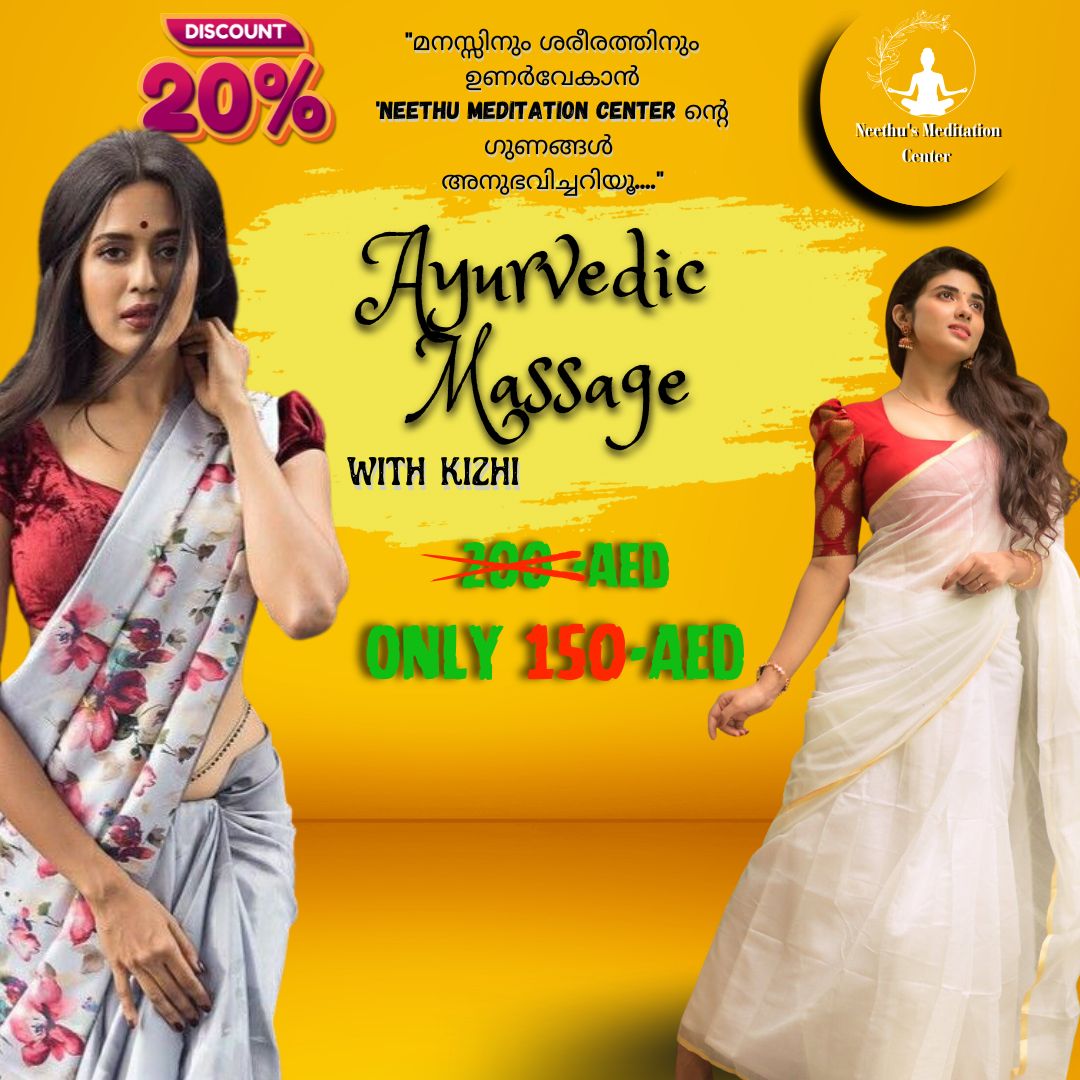 DISCOUNT
20%
"മനസ്സിനും ശരീരത്തിനും
ഉണർവേകാൻ
'NEETHU MEDITATION CENTER ന്റെ
ഗുണങ്ങൾ
അനുഭവിച്ചറിയൂ...."
Neethu's Meditation
Center
Ayurvedic
Massage
WITH KIZHI
200 -AED
ONLY 150-AED